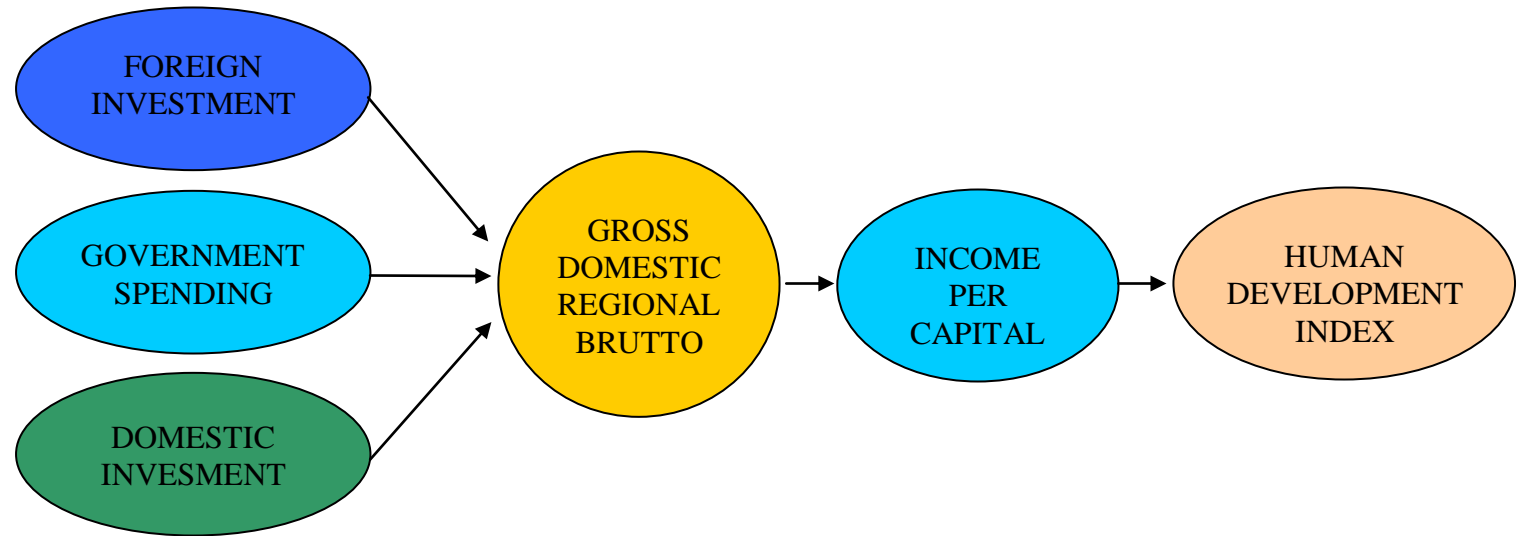 FOREIGN
INVESTMENT
GOVERNMENT
SPENDING
DOMESTIC
INVESMENT
GROSS
DOMESTIC
REGIONAL
BRUTTO
INCOME
PER
CAPITAL
HUMAN
DEVELOPMENT
INDEX